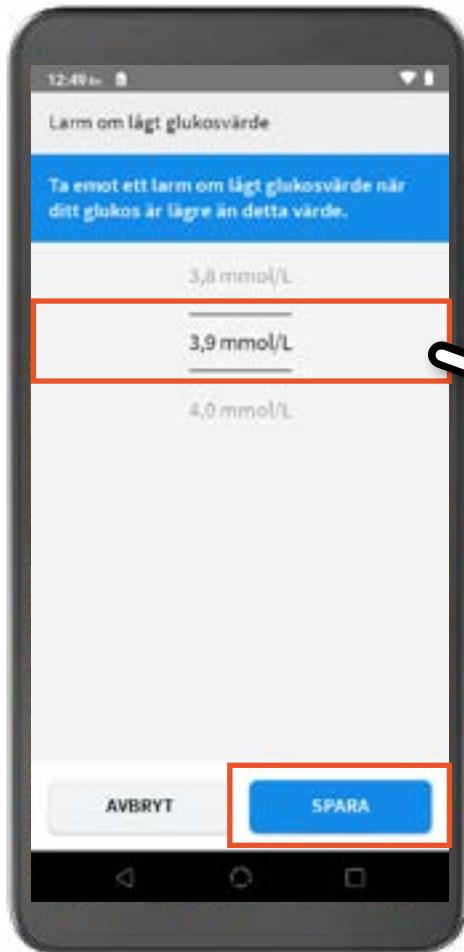 12:49
Larm om lågt glukosvärde
Ta emot ett larm om lågt glukosvärde när
ditt glukos är lägre än detta värde.
3,8 mmol/L
3,9 mmol/L
4,0 mmol/L
AVBRYT
SPARA